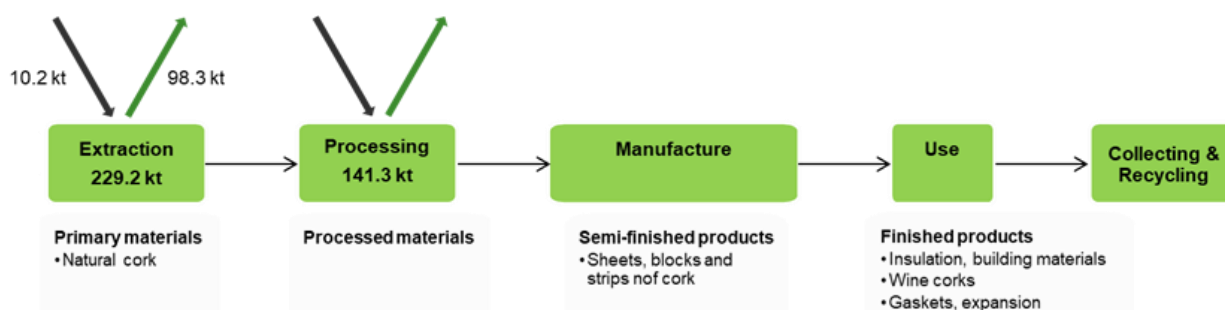 10.2 kt
98.3 kt
Extraction
229.2 kt
Processing
141.3 kt
Manufacture
Use
Collecting &
Recycling
Primary materials
• Natural cork
Processed materials
Semi-finished products
• Sheets, blocks and
strips nof cork
Finished products
• Insulation, building materials
• Wine corks
• Gaskets, expansion